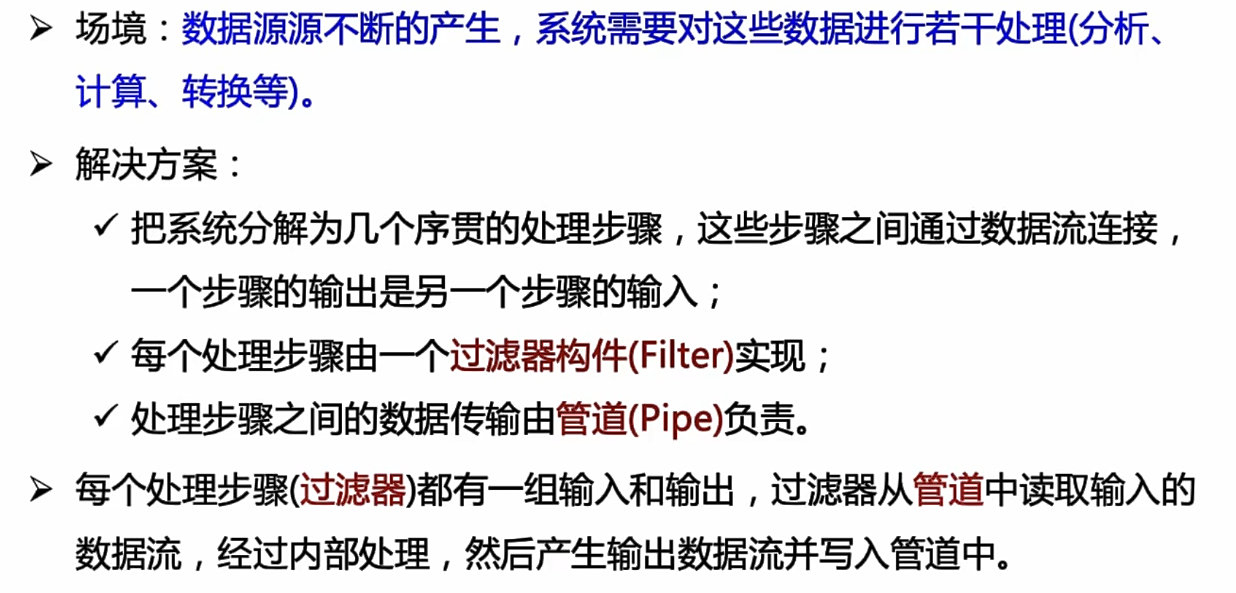 ➢ 场境：数据源源不断的产生，系统需要对这些数据进行若干处理(分析、
计算、转换等)。
➢ 解决方案：
✓ 把系统分解为几个序贯的处理步骤，这些步骤之间通过数据流连接，
一个步骤的输出是另一个步骤的输入；
✓ 每个处理步骤由一个过滤器构件(Filter)实现；
✓ 处理步骤之间的数据传输由管道(Pipe)负责。
➢ 每个处理步骤(过滤器)都有一组输入和输出，过滤器从管道中读取输入的
数据流，经过内部处理，然后产生输出数据流并写入管道中。